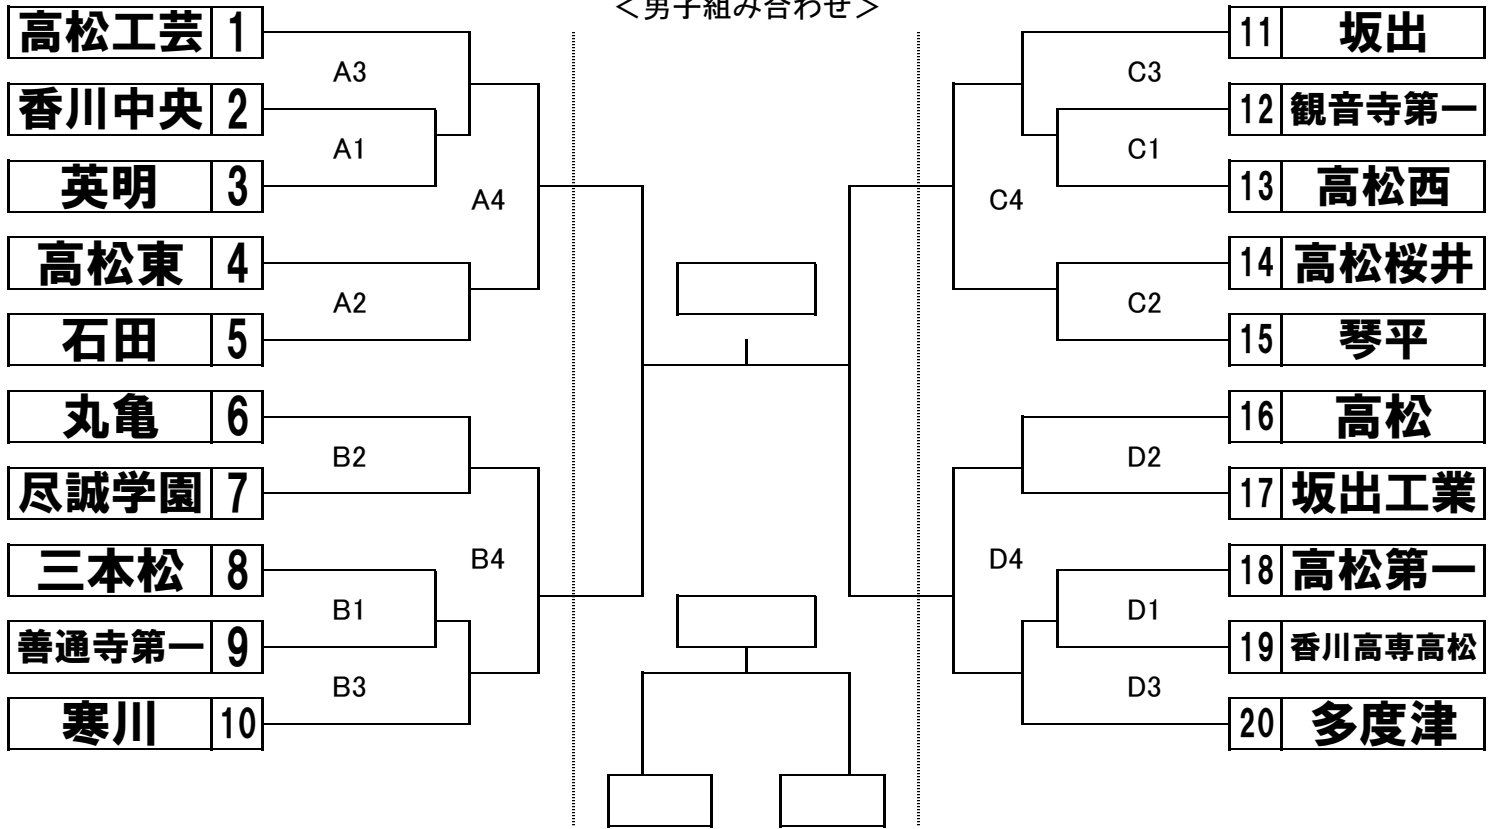 ＜男子組み合わせ＞
高松工芸 1
A3
香川中央 2
A1
英明 3
A4
高松東 4
A2
石田 5
丸亀 6
B2
尽誠学園 7
B4
三本松 8
B1
善通寺第一 9
B3
寒川 10
11 坂出
C3
12 観音寺第一
C1
13 高松西
C4
14 高松桜井
C2
15 琴平
16 高松
D2
17 坂出工業
D4
18 高松第一
D1
19 香川高専高松
D3
20 多度津